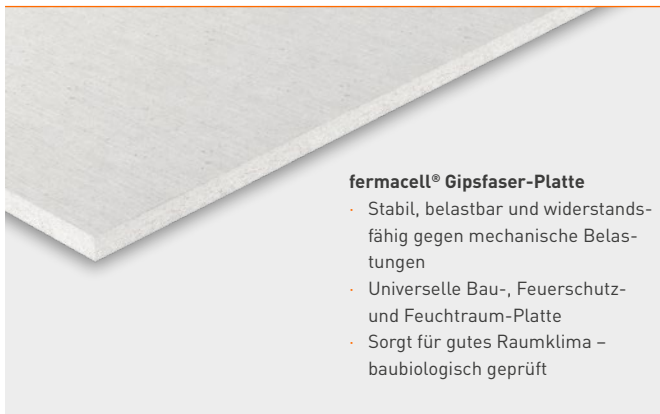 fermacell® Gipsfaser-Platte
· Stabil, belastbar und widerstands-
fähig gegen mechanische Belas-
tungen
· Universelle Bau-, Feuerschutz-
und Feuchtraum-Platte
· Sorgt für gutes Raumklima –
baubiologisch geprüft